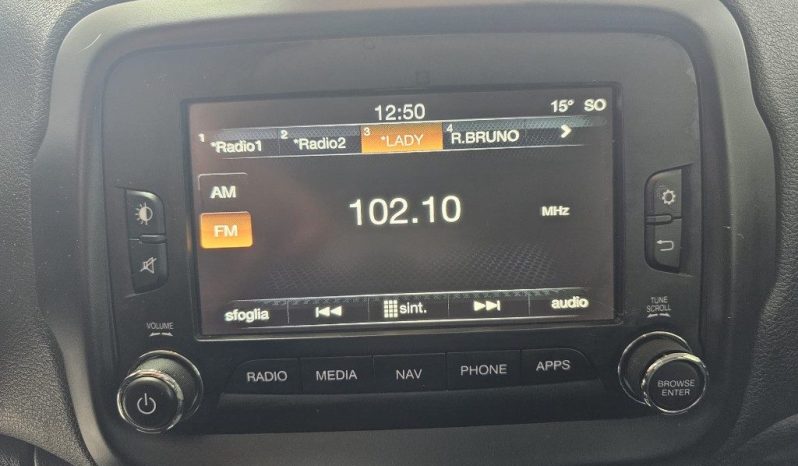 12:50 15° SO
1 *Radio1 2 *Radio2 3 *LADY 4 R.BRUNO
AM
102.10 MHz
FM
sfoglia sint. audio
VOLUME
TUNE
SCROLL
RADIO MEDIA NAV PHONE APPS
BROWSE
ENTER